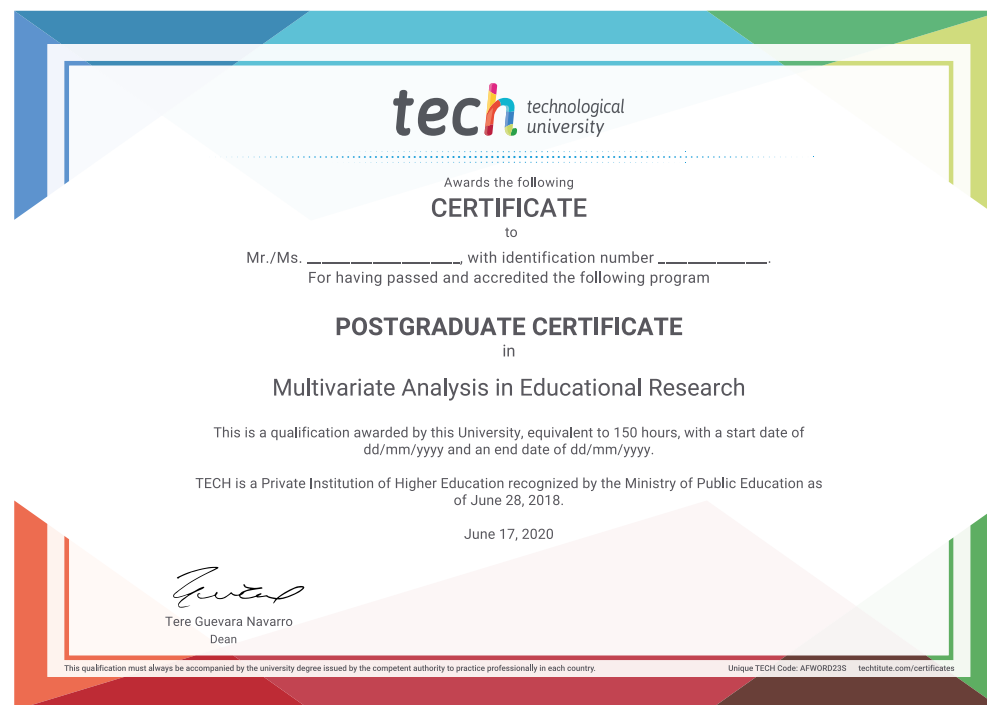 tech technological
university
Awards the following
CERTIFICATE
to
Mr./Ms. ____________________, with identification number ______________.
For having passed and accredited the following program
POSTGRADUATE CERTIFICATE
in
Multivariate Analysis in Educational Research
This is a qualification awarded by this University, equivalent to 150 hours, with a start date of
dd/mm/yyyy and an end date of dd/mm/yyyy.
TECH is a Private Institution of Higher Education recognized by the Ministry of Public Education as
of June 28, 2018.
June 17, 2020
Tere Guevara Navarro
Dean
This qualification must always be accompanied by the university degree issued by the competent authority to practice professionally in each country.
Unique TECH Code: AFWORD23S techtitute.com/certificates